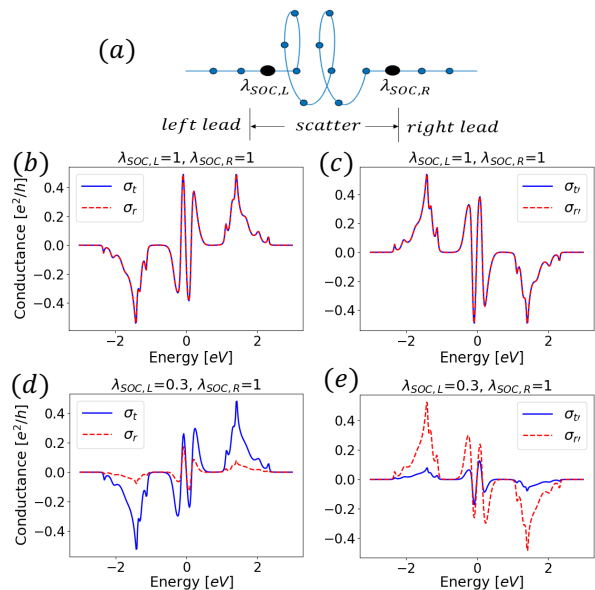 (a)
λSOC,L
λSOC,R
left lead
scatter
right lead
(b)
λSOC,L=1, λSOC,R=1
Conductance [e²/h]
0.4
0.2
0.0
−0.2
−0.4
σt
σr
−2
0
2
Energy [eV]
(c)
λSOC,L=1, λSOC,R=1
0.4
0.2
0.0
−0.2
−0.4
σt′
σr′
−2
0
2
Energy [eV]
(d)
λSOC,L=0.3, λSOC,R=1
Conductance [e²/h]
0.4
0.2
0.0
−0.2
−0.4
σt
σr
−2
0
2
Energy [eV]
(e)
λSOC,L=0.3, λSOC,R=1
0.4
0.2
0.0
−0.2
−0.4
σt′
σr′
−2
0
2
Energy [eV]